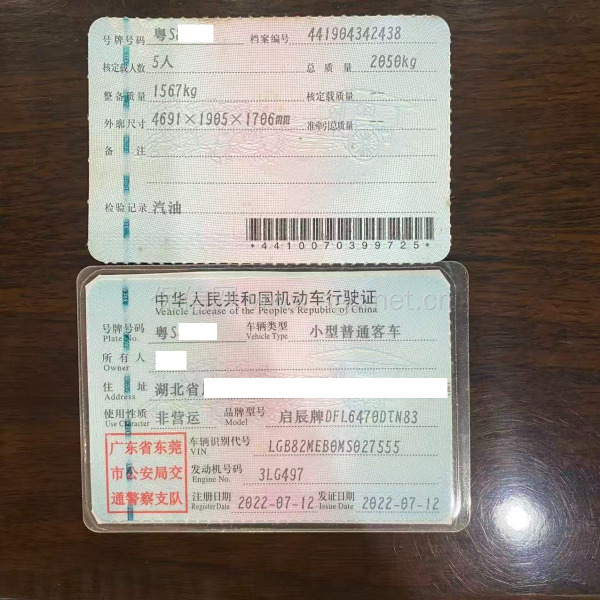 号牌号码 粤S 档案编号 441904342438
核定载人数 5人 总质量 2050kg
整备质量 1567kg 核定载质量 --
外廓尺寸 4691×1905×1706mm 准牵引总质量 --
备注
检验记录 汽油
*4410070399725*
中华人民共和国机动车行驶证
Vehicle License of the People's Republic of China
号牌号码 粤S 车辆类型 小型普通客车
Plate No. Vehicle Type
所有人
Owner
住址 湖北省
Address
使用性质 非营运 品牌型号 启辰牌DFL6470DTN83
Use Character Model
广东省东莞
市公安局交
通警察支队
车辆识别代号 LGB82MEB0MS027555
VIN
发动机号码 3LG497
Engine No.
注册日期 2022-07-12 发证日期 2022-07-12
Register Date Issue Date